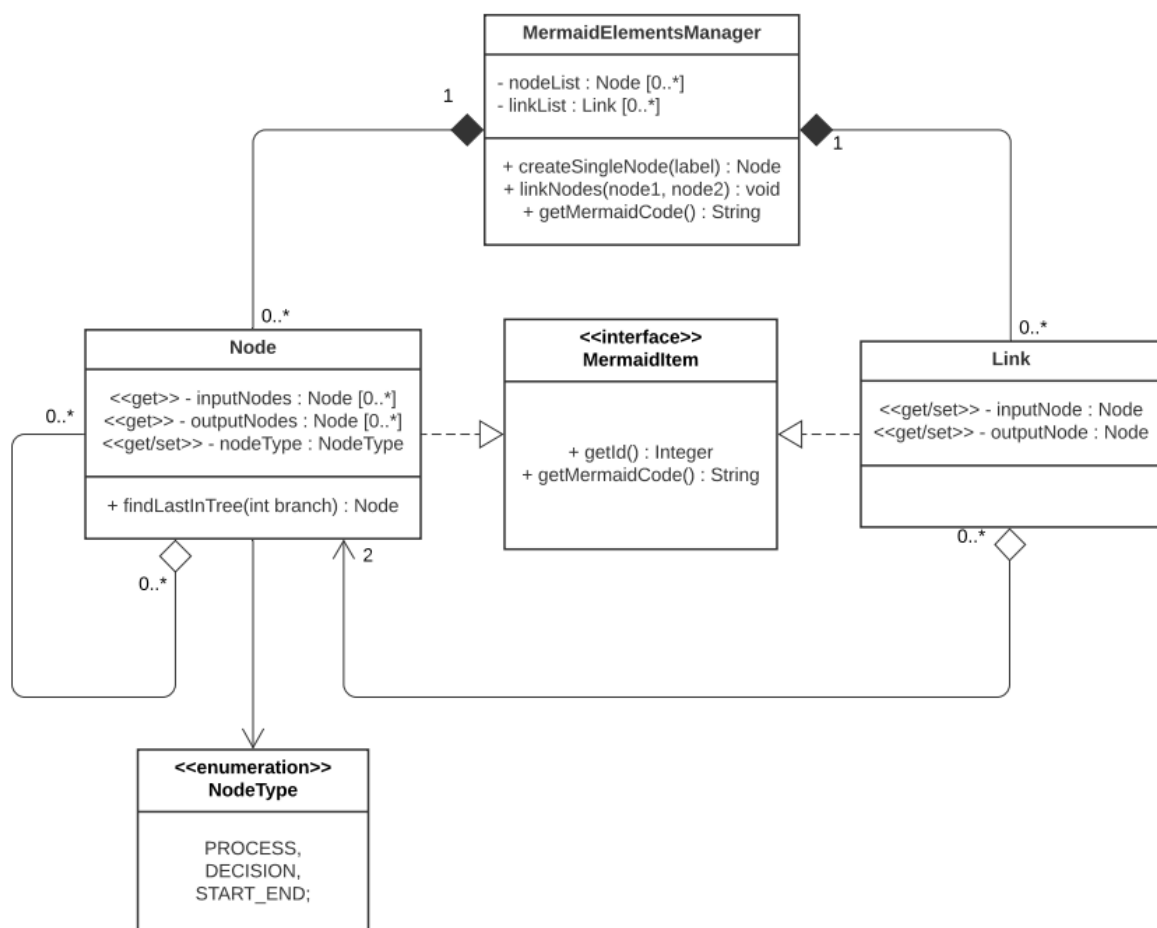 MermaidElementsManager
- nodeList : Node [0..*]
- linkList : Link [0..*]
+ createSingleNode(label) : Node
+ linkNodes(node1, node2) : void
+ getMermaidCode() : String
1
1
0..*
0..*
Node
<<get>> - inputNodes : Node [0..*]
<<get>> - outputNodes : Node [0..*]
<<get/set>> - nodeType : NodeType
+ findLastInTree(int branch) : Node
0..*
0..*
<<interface>>
MermaidItem
+ getId() : Integer
+ getMermaidCode() : String
Link
<<get/set>> - inputNode : Node
<<get/set>> - outputNode : Node
0..*
2
<<enumeration>>
NodeType
PROCESS,
DECISION,
START_END;